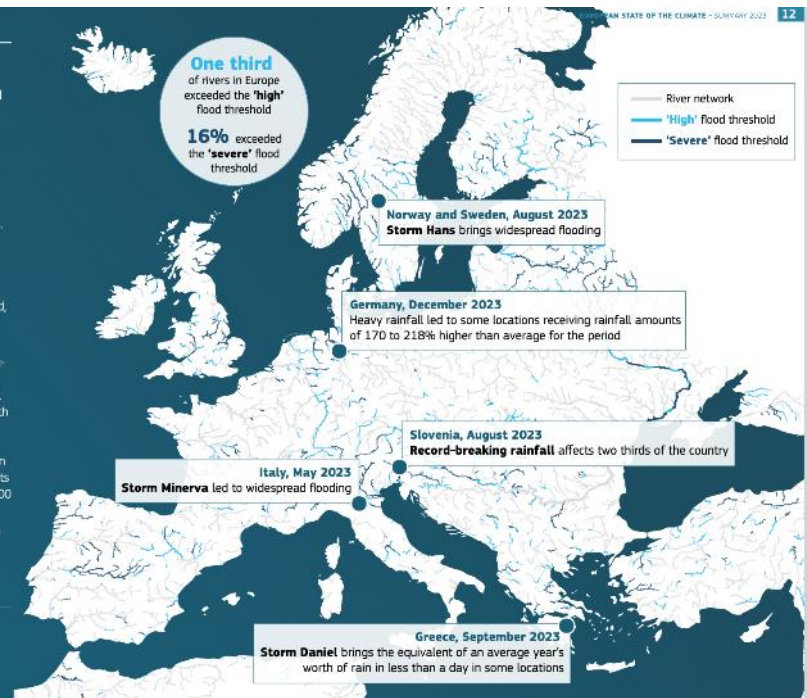 EUROPEAN STATE OF THE CLIMATE – SUMMARY 2023 12
One third
of rivers in Europe
exceeded the 'high'
flood threshold
16% exceeded
the 'severe' flood
threshold
River network
'High' flood threshold
'Severe' flood threshold
Norway and Sweden, August 2023
Storm Hans brings widespread flooding
Germany, December 2023
Heavy rainfall led to some locations receiving rainfall amounts
of 170 to 218% higher than average for the period
Slovenia, August 2023
Record-breaking rainfall affects two thirds of the country
Italy, May 2023
Storm Minerva led to widespread flooding
Greece, September 2023
Storm Daniel brings the equivalent of an average year's
worth of rain in less than a day in some locations